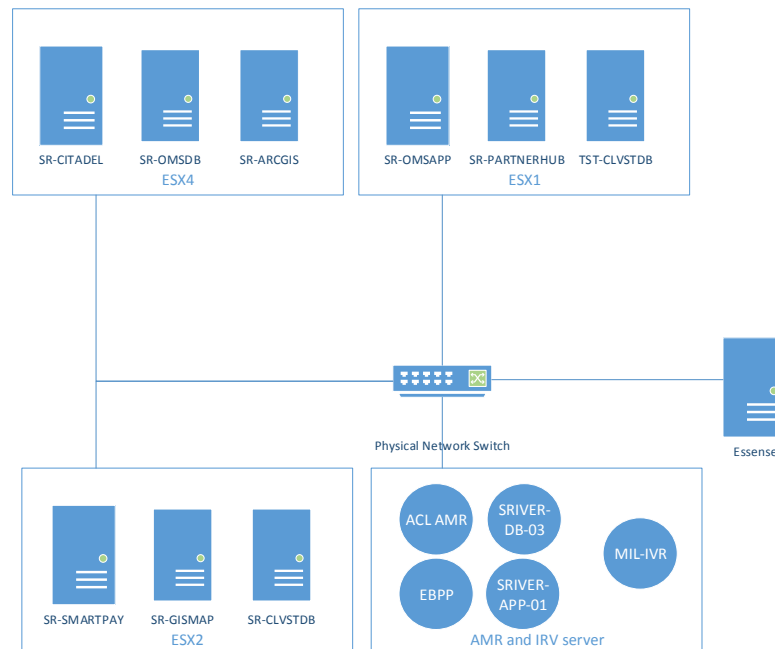 SR-CITADEL
SR-OMSDB
SR-ARCGIS
ESX4
SR-OMSAPP
SR-PARTNERHUB
TST-CLVSTDB
ESX1
Physical Network Switch
Essense
SR-SMARTPAY
SR-GISMAP
SR-CLVSTDB
ESX2
ACL AMR
SRIVER-
DB-03
MIL-IVR
EBPP
SRIVER-
APP-01
AMR and IRV server